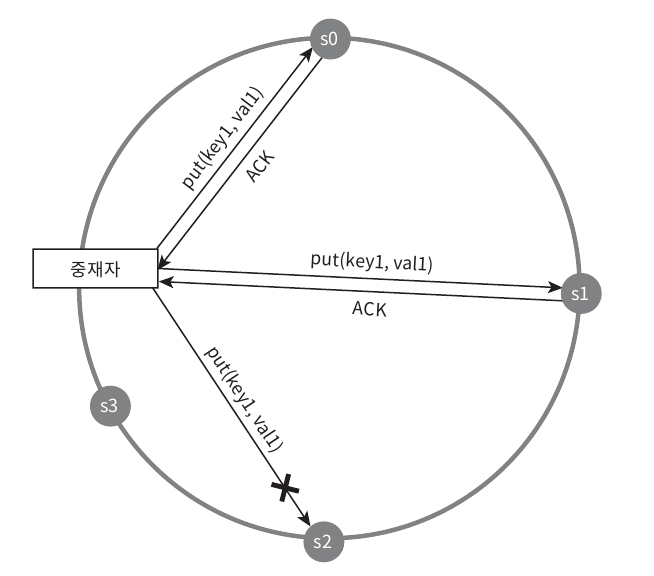 s0
put(key1, val1)
ACK
중재자
put(key1, val1)
s1
ACK
put(key1, val1)
s3
s2